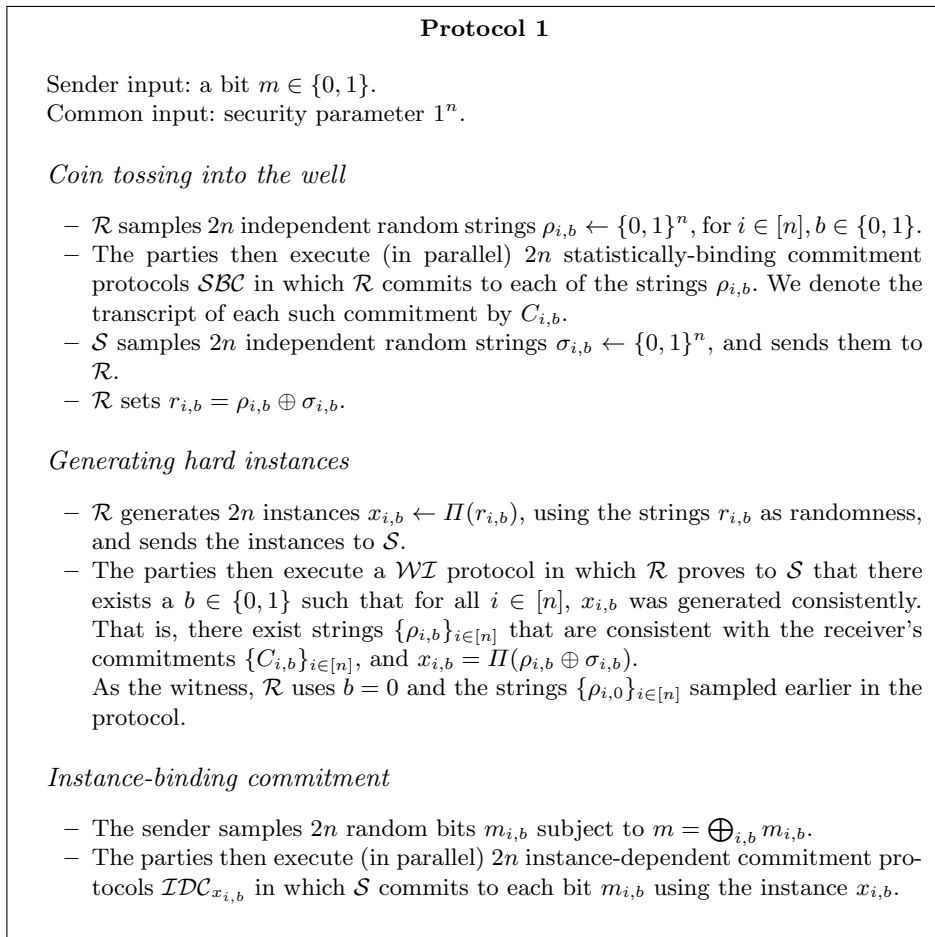 Protocol 1
Sender input: a bit m ∈ {0, 1}.
Common input: security parameter 1ⁿ.
Coin tossing into the well
– ℛ samples 2n independent random strings ρ_{i,b} ← {0, 1}ⁿ, for i ∈ [n], b ∈ {0, 1}.
– The parties then execute (in parallel) 2n statistically-binding commitment
protocols 𝒮ℬ𝒞 in which ℛ commits to each of the strings ρ_{i,b}. We denote the
transcript of each such commitment by C_{i,b}.
– 𝒮 samples 2n independent random strings σ_{i,b} ← {0, 1}ⁿ, and sends them to
ℛ.
– ℛ sets r_{i,b} = ρ_{i,b} ⊕ σ_{i,b}.
Generating hard instances
– ℛ generates 2n instances x_{i,b} ← Π(r_{i,b}), using the strings r_{i,b} as randomness,
and sends the instances to 𝒮.
– The parties then execute a 𝒲ℐ protocol in which ℛ proves to 𝒮 that there
exists a b ∈ {0, 1} such that for all i ∈ [n], x_{i,b} was generated consistently.
That is, there exist strings {ρ_{i,b}}_{i∈[n]} that are consistent with the receiver's
commitments {C_{i,b}}_{i∈[n]}, and x_{i,b} = Π(ρ_{i,b} ⊕ σ_{i,b}).
As the witness, ℛ uses b = 0 and the strings {ρ_{i,0}}_{i∈[n]} sampled earlier in the
protocol.
Instance-binding commitment
– The sender samples 2n random bits m_{i,b} subject to m = ⨁_{i,b} m_{i,b}.
– The parties then execute (in parallel) 2n instance-dependent commitment pro-
tocols ℐ𝒟𝒞_{x_{i,b}} in which 𝒮 commits to each bit m_{i,b} using the instance x_{i,b}.